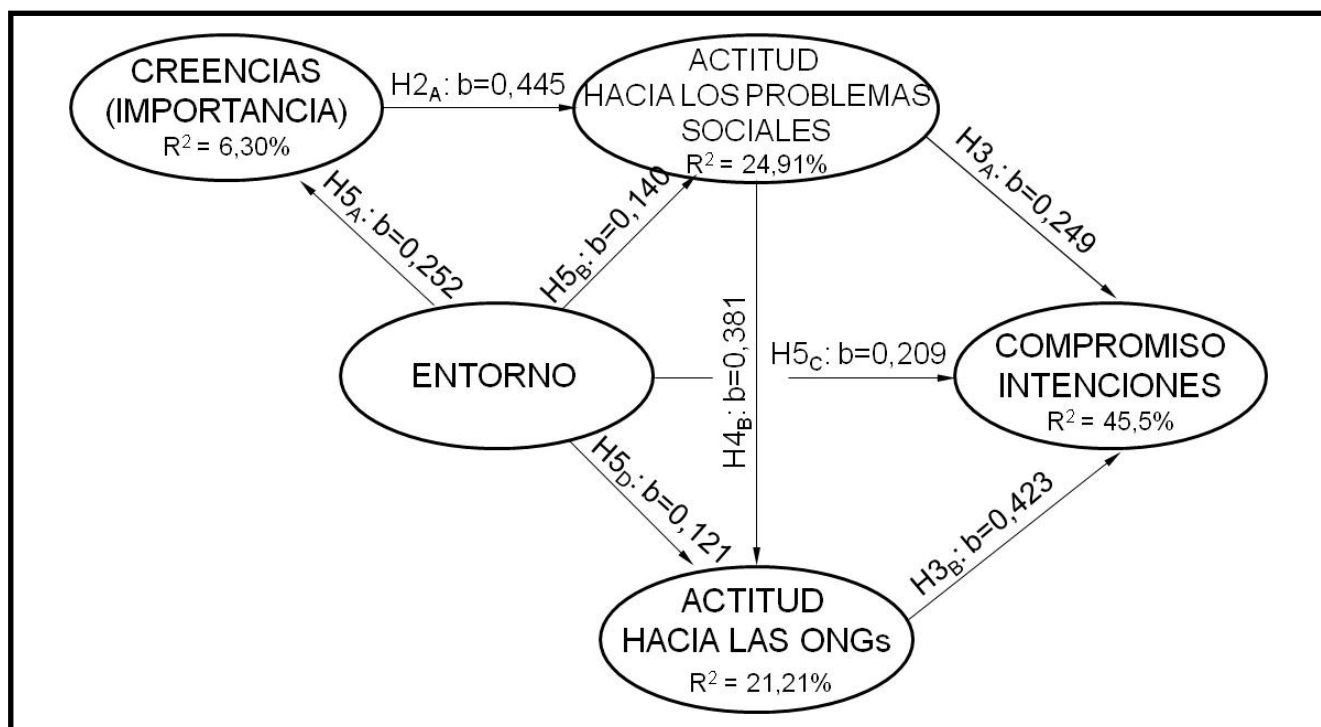 CREENCIAS
(IMPORTANCIA)
R² = 6,30%
H2A: b=0,445
ACTITUD
HACIA LOS PROBLEMAS
SOCIALES
R² = 24,91%
H3A: b=0,249
H5A: b=0,252
H5B: b=0,140
H4B: b=0,381
ENTORNO
H5C: b=0,209
COMPROMISO
INTENCIONES
R² = 45,5%
H5D: b=0,121
H3B: b=0,423
ACTITUD
HACIA LAS ONGs
R² = 21,21%